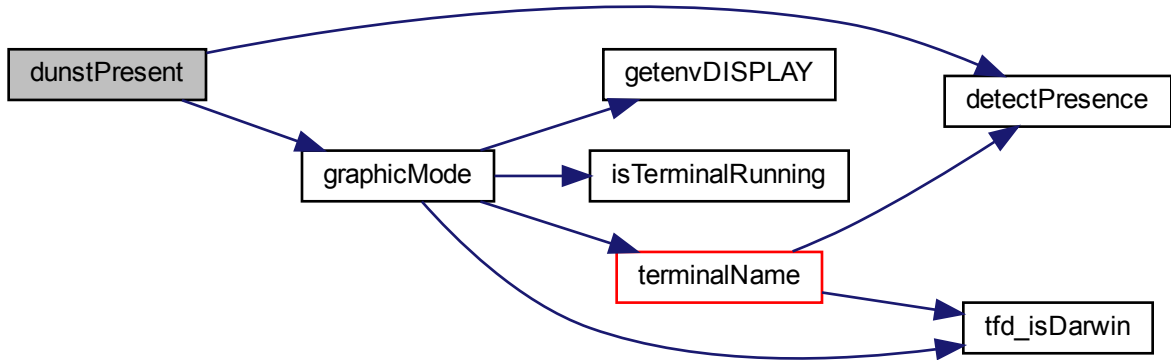 dunstPresent
graphicMode
getenvDISPLAY
isTerminalRunning
terminalName
detectPresence
tfd_isDarwin